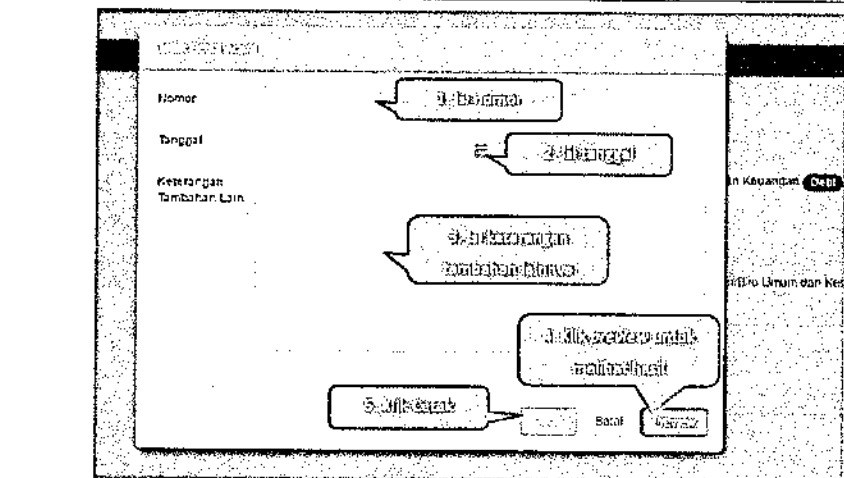 Nomor
1. Isi nomor
Tanggal
2. Isi tanggal
n Keuangan Debt
Keterangan
Tambahan Lain
3. Isi keterangan
tambahan lainnya
Biro Umum dan Ke
4. Klik preview untuk
melihat hasil
5. Klik Cetak
Batal
Preview